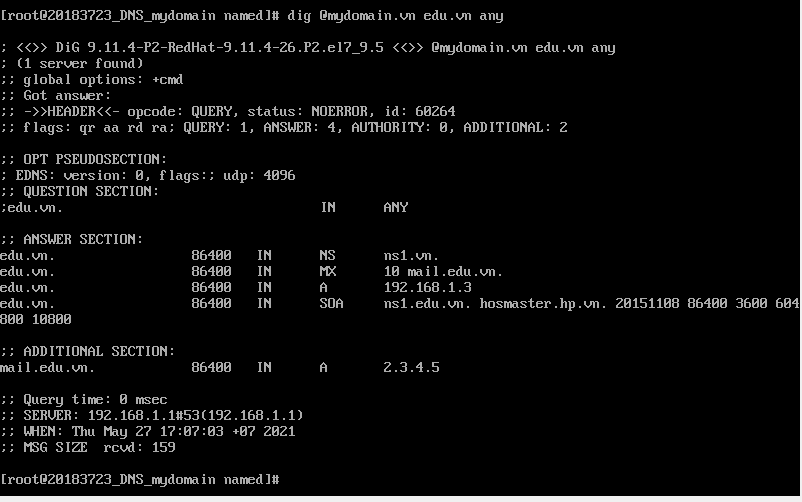 [root@20183723_DNS_mydomain named]# dig @mydomain.vn edu.vn any
; <<>> DiG 9.11.4-P2-RedHat-9.11.4-26.P2.el7_9.5 <<>> @mydomain.vn edu.vn any
; (1 server found)
;; global options: +cmd
;; Got answer:
;; ->>HEADER<<- opcode: QUERY, status: NOERROR, id: 60264
;; flags: qr aa rd ra; QUERY: 1, ANSWER: 4, AUTHORITY: 0, ADDITIONAL: 2
;; OPT PSEUDOSECTION:
; EDNS: version: 0, flags:; udp: 4096
;; QUESTION SECTION:
;edu.vn. IN ANY
;; ANSWER SECTION:
edu.vn. 86400 IN NS ns1.vn.
edu.vn. 86400 IN MX 10 mail.edu.vn.
edu.vn. 86400 IN A 192.168.1.3
edu.vn. 86400 IN SOA ns1.edu.vn. hosmaster.hp.vn. 20151108 86400 3600 604
800 10800
;; ADDITIONAL SECTION:
mail.edu.vn. 86400 IN A 2.3.4.5
;; Query time: 0 msec
;; SERVER: 192.168.1.1#53(192.168.1.1)
;; WHEN: Thu May 27 17:07:03 +07 2021
;; MSG SIZE rcvd: 159
[root@20183723_DNS_mydomain named]#